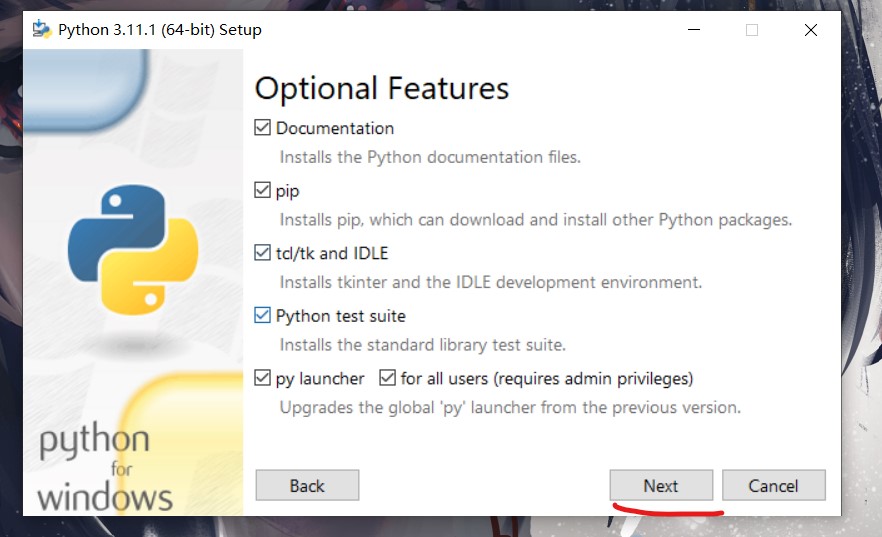 Python 3.11.1 (64-bit) Setup
Optional Features
Documentation
Installs the Python documentation files.
pip
Installs pip, which can download and install other Python packages.
tcl/tk and IDLE
Installs tkinter and the IDLE development environment.
Python test suite
Installs the standard library test suite.
py launcher for all users (requires admin privileges)
Upgrades the global 'py' launcher from the previous version.
python
for
windows
Back Next Cancel